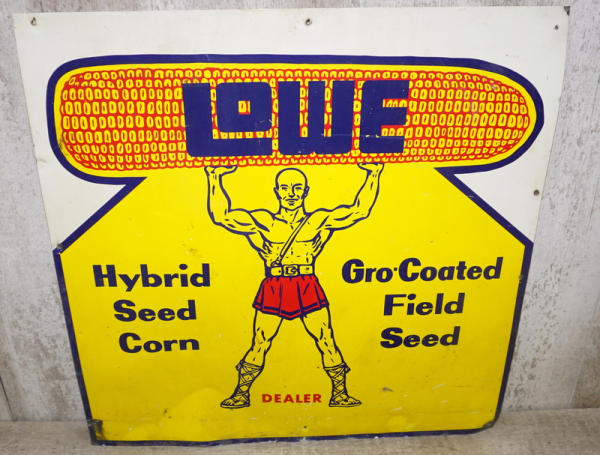 LOWE
Hybrid
Seed
Corn
Gro-Coated
Field
Seed
DEALER